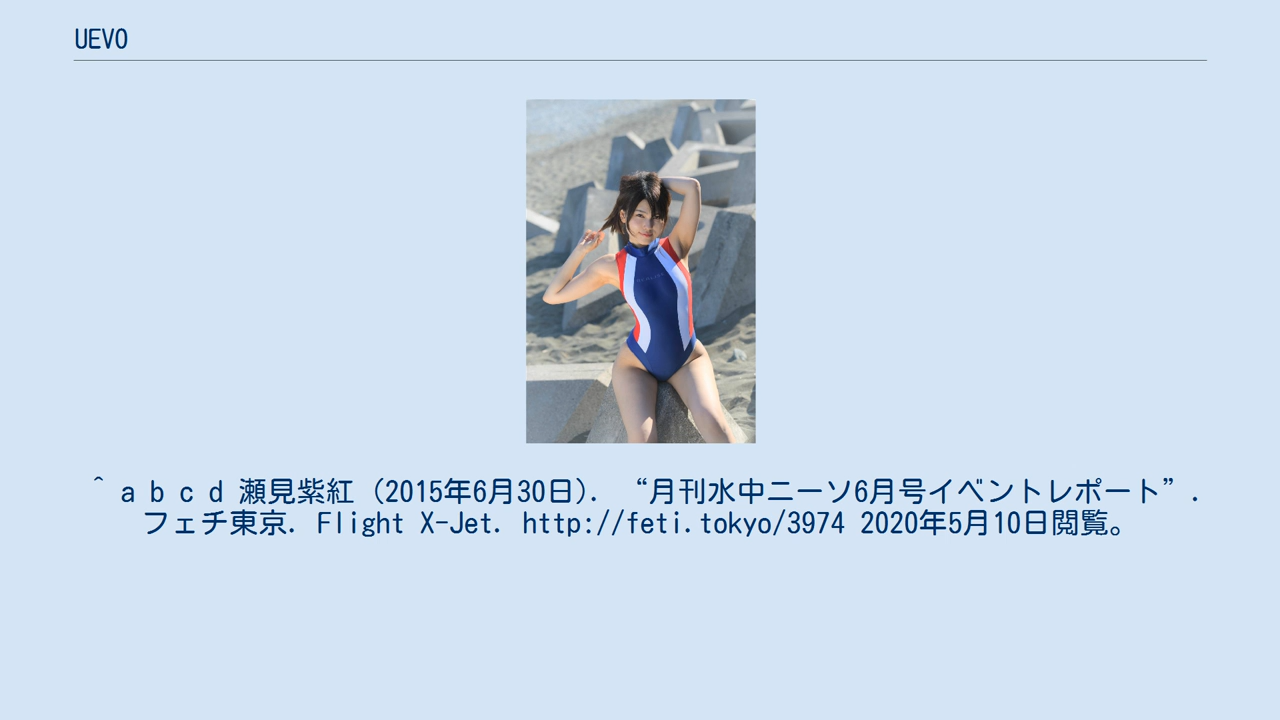 UEVO
^ a b c d 瀬見紫紅 (2015年6月30日). “月刊水中ニーソ6月号イベントレポート”.
フェチ東京. Flight X-Jet. http://feti.tokyo/3974 2020年5月10日閲覧。